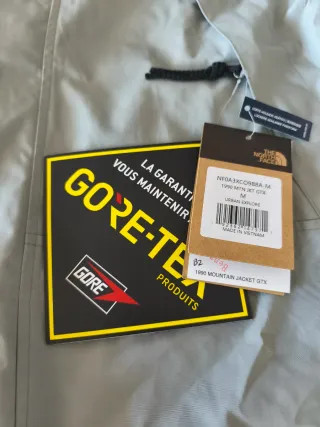 LA GARANTI
VOUS MAINTENIR
GORE-TEX
PRODUITS
GORE
THE
NORTH
FACE
1990 MTN JKT GTX
M
URBAN EXPLORE
MADE IN VIETNAM
1990 MOUNTAIN JACKET GTX